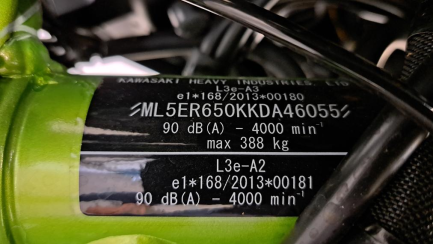 KAWASAKI HEAVY INDUSTRIES, LTD
L3e-A3
e1*168/2013*00180
ML5ER650KKDA46055
90 dB(A) - 4000 min⁻¹
max 388 kg
L3e-A2
e1*168/2013*00181
90 dB(A) - 4000 min⁻¹